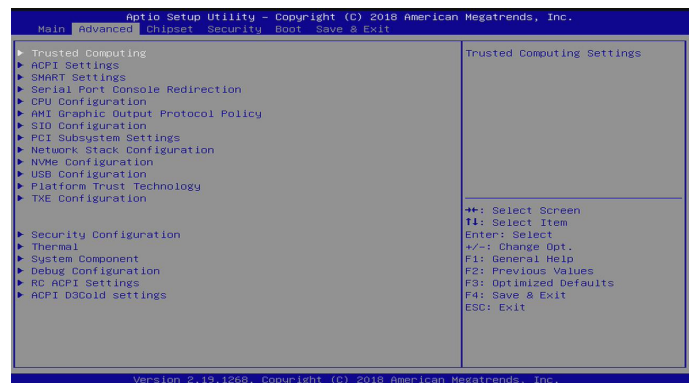 Aptio Setup Utility – Copyright (C) 2018 American Megatrends, Inc.
Main Advanced Chipset Security Boot Save & Exit
▶ Trusted Computing
▶ ACPI Settings
▶ SMART Settings
▶ Serial Port Console Redirection
▶ CPU Configuration
▶ AMI Graphic Output Protocol Policy
▶ SIO Configuration
▶ PCI Subsystem Settings
▶ Network Stack Configuration
▶ NVMe Configuration
▶ USB Configuration
▶ Platform Trust Technology
▶ TXE Configuration
▶ Security Configuration
▶ Thermal
▶ System Component
▶ Debug Configuration
▶ RC ACPI Settings
▶ ACPI D3Cold settings
Trusted Computing Settings
→←: Select Screen
↑↓: Select Item
Enter: Select
+/-: Change Opt.
F1: General Help
F2: Previous Values
F3: Optimized Defaults
F4: Save & Exit
ESC: Exit
Version 2.19.1268. Copyright (C) 2018 American Megatrends, Inc.